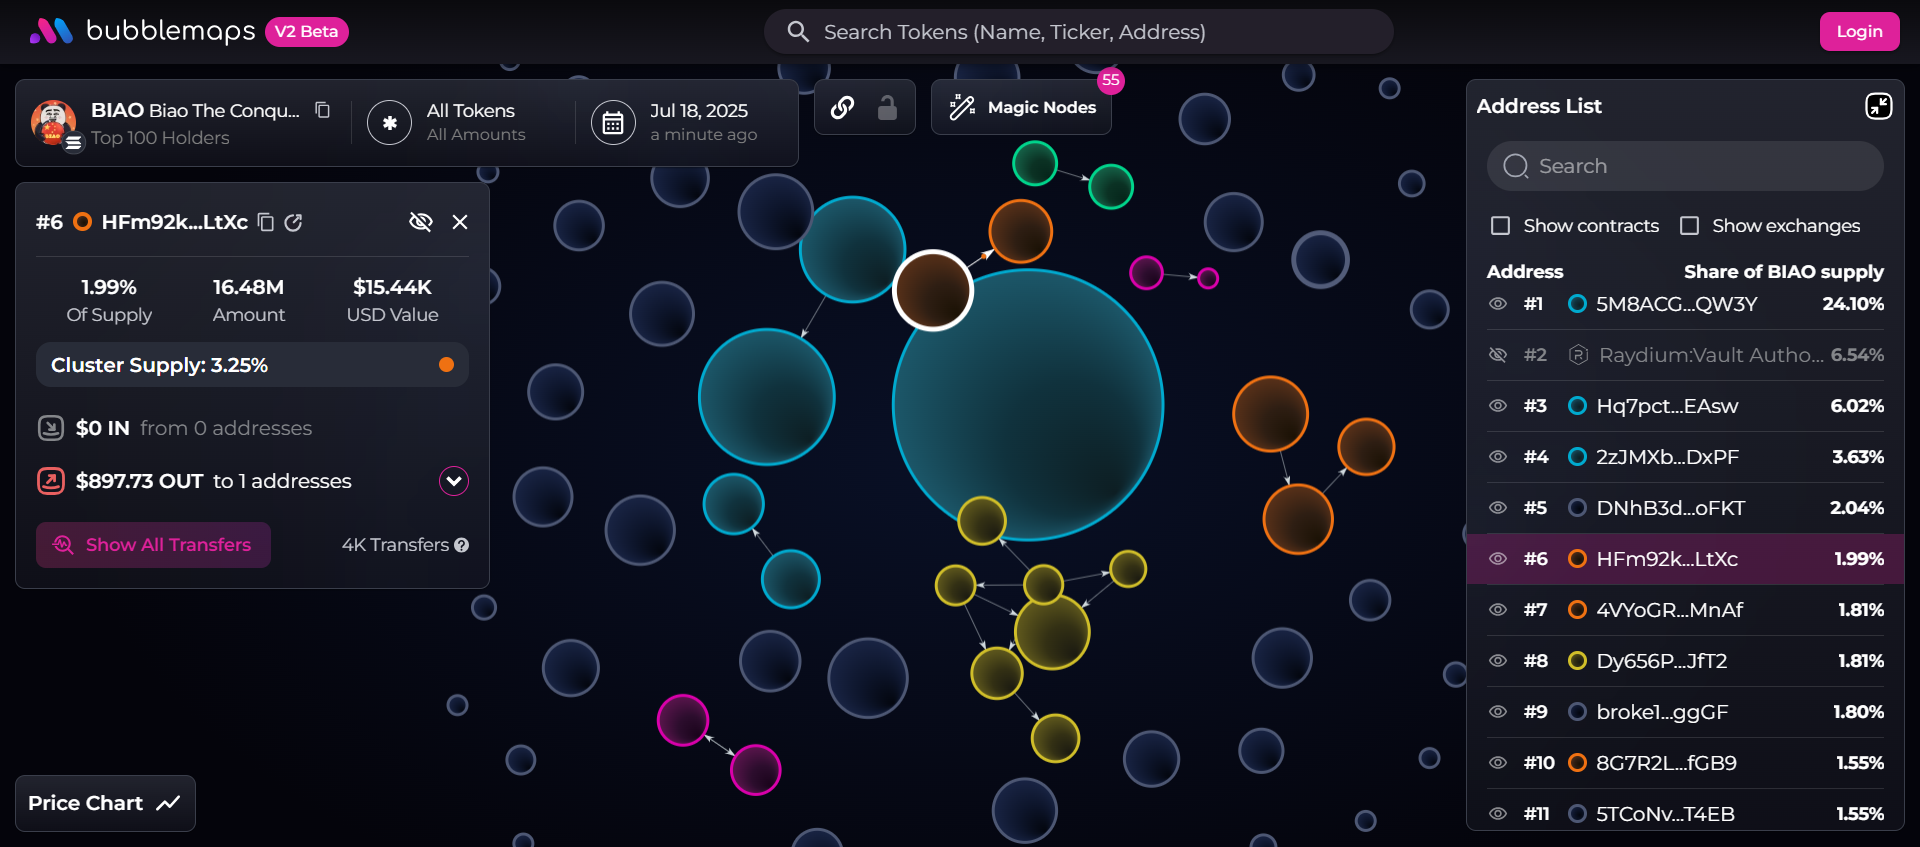 bubblemaps V2 Beta
Search Tokens (Name, Ticker, Address)
Login
BIAO Biao The Conqu...
Top 100 Holders
All Tokens
All Amounts
Jul 18, 2025
a minute ago
Magic Nodes
55
#6 HFm92k...LtXc
1.99%
Of Supply
16.48M
Amount
$15.44K
USD Value
Cluster Supply: 3.25%
$0 IN from 0 addresses
$897.73 OUT to 1 addresses
Show All Transfers
4K Transfers ?
Price Chart
Address List
Search
Show contracts
Show exchanges
Address Share of BIAO supply
#1 5M8ACG...QW3Y 24.10%
#2 Raydium:Vault Autho... 6.54%
#3 Hq7pct...EAsw 6.02%
#4 2zJMXb...DxPF 3.63%
#5 DNhB3d...oFKT 2.04%
#6 HFm92k...LtXc 1.99%
#7 4VYoGR...MnAf 1.81%
#8 Dy656P...JfT2 1.81%
#9 broke1...ggGF 1.80%
#10 8G7R2L...fGB9 1.55%
#11 5TCoNv...T4EB 1.55%